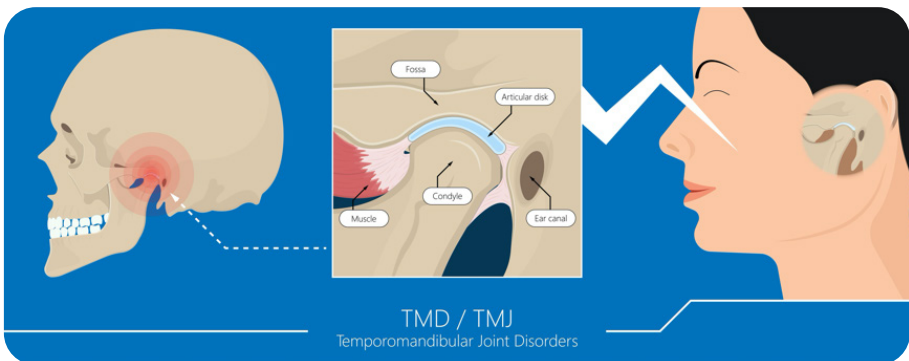 Fossa
Articular disk
Condyle
Muscle
Ear canal
TMD / TMJ
Temporomandibular Joint Disorders